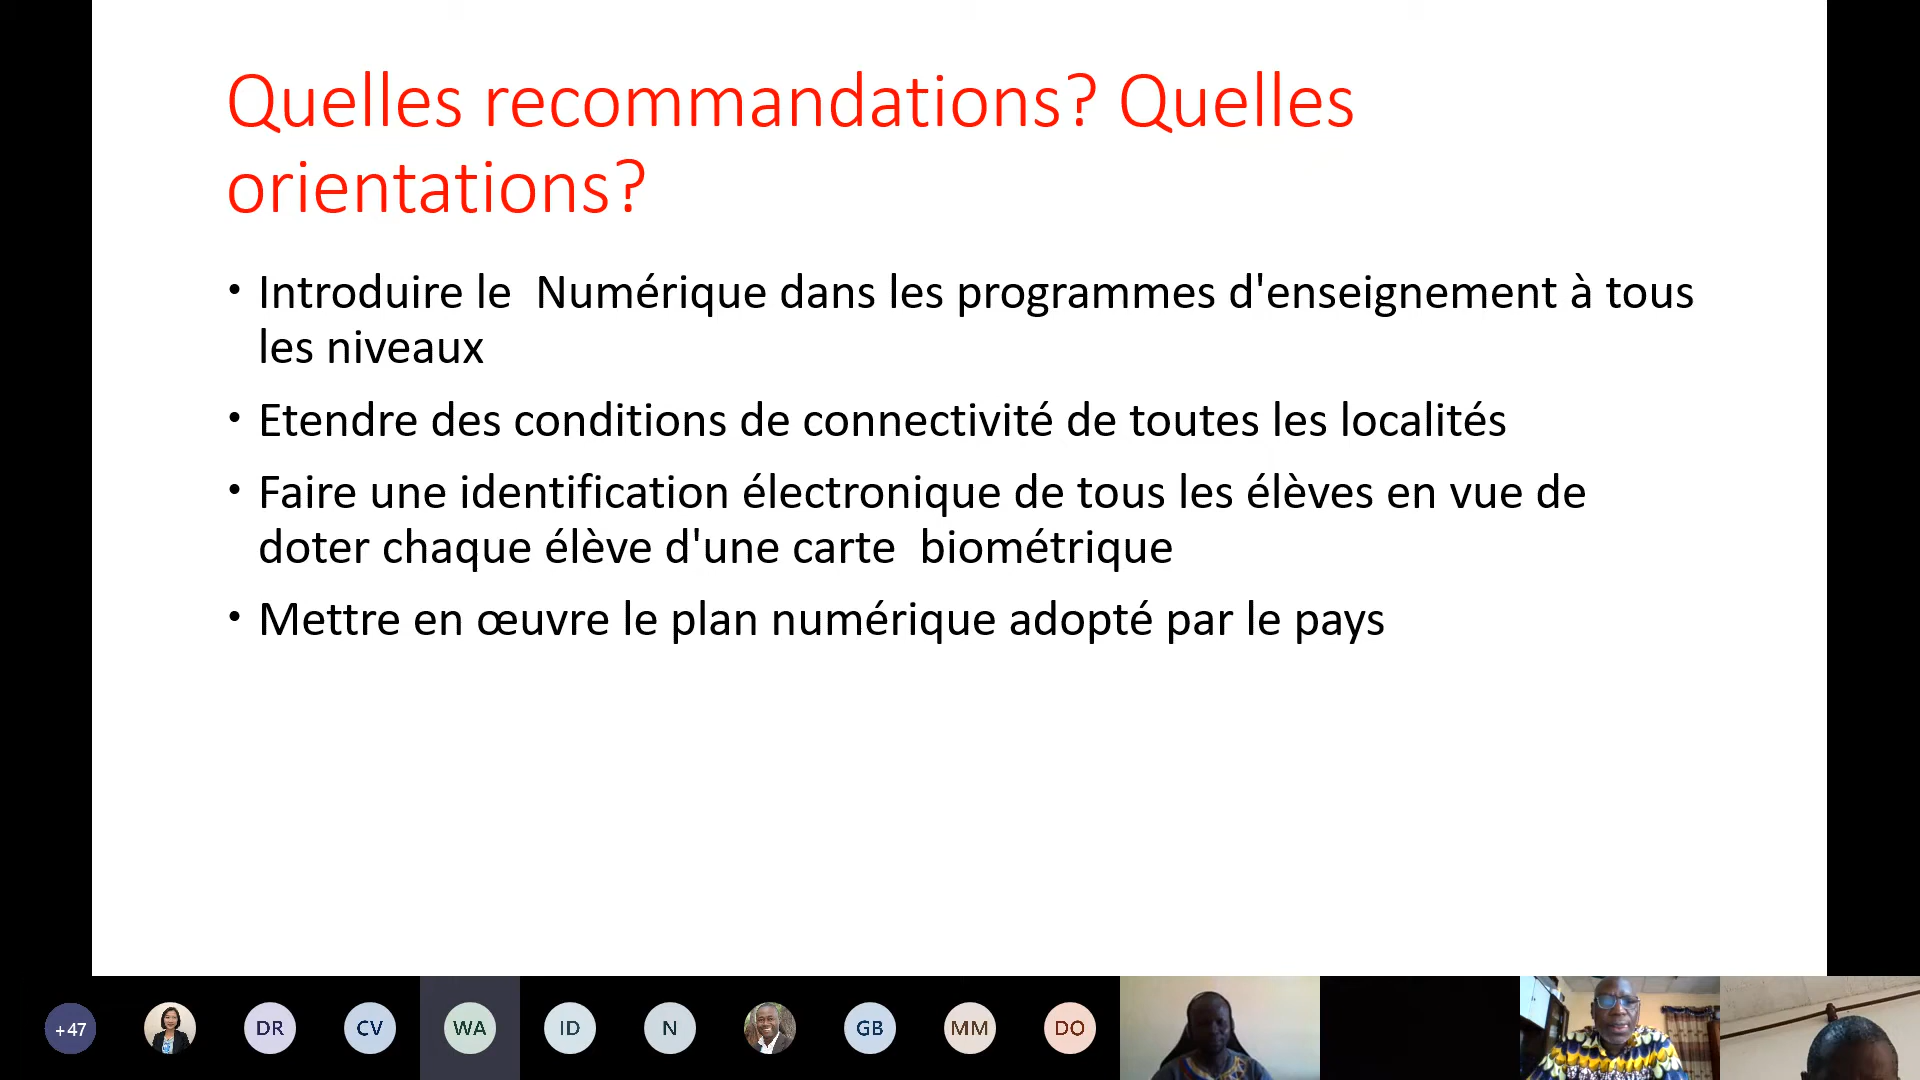 Quelles recommandations? Quelles
orientations?
• Introduire le  Numérique dans les programmes d'enseignement à tous
les niveaux
• Etendre des conditions de connectivité de toutes les localités
• Faire une identification électronique de tous les élèves en vue de
doter chaque élève d'une carte  biométrique
• Mettre en œuvre le plan numérique adopté par le pays
+47 DR CV WA ID N GB MM DO